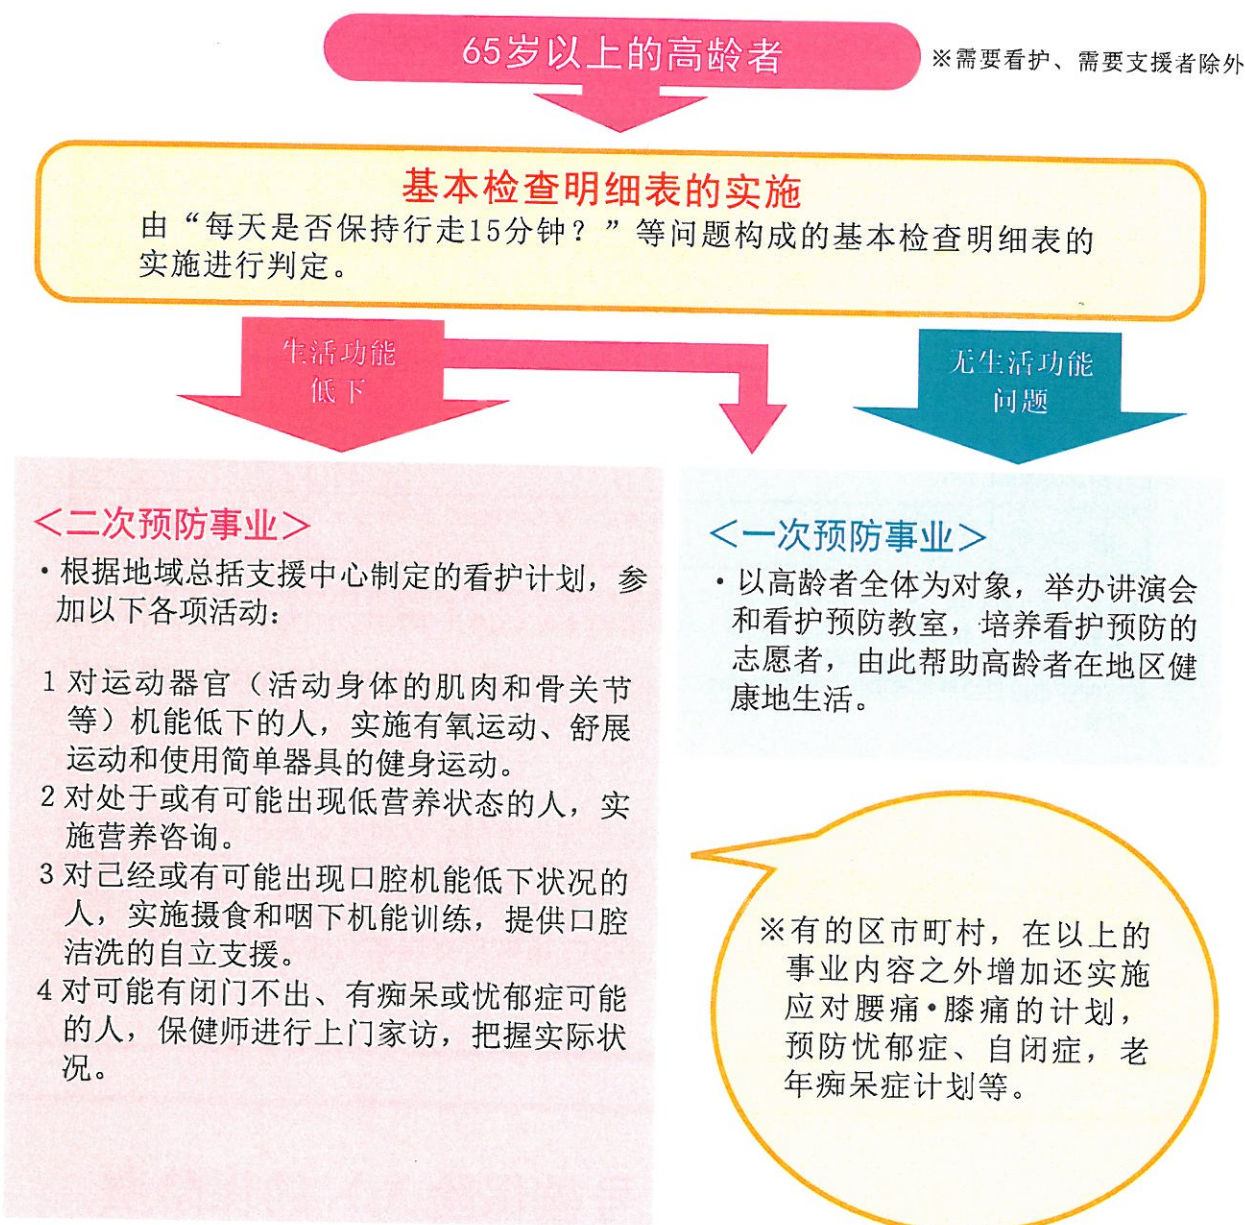 65岁以上的高龄者
※需要看护、需要支援者除外
基本检查明细表的实施
由“每天是否保持行走15分钟？”等问题构成的基本检查明细表的
实施进行判定。
生活功能
低下
无生活功能
问题
＜二次预防事业＞
・根据地域总括支援中心制定的看护计划，参
加以下各项活动：
1 对运动器官（活动身体的肌肉和骨关节
等）机能低下的人，实施有氧运动、舒展
运动和使用简单器具的健身运动。
2 对处于或有可能出现低营养状态的人，实
施营养咨询。
3 对己经或有可能出现口腔机能低下状况的
人，实施摄食和咽下机能训练，提供口腔
洁洗的自立支援。
4 对可能有闭门不出、有痴呆或忧郁症可能
的人，保健师进行上门家访，把握实际状
况。
＜一次预防事业＞
・以高龄者全体为对象，举办讲演会
和看护预防教室，培养看护预防的
志愿者，由此帮助高龄者在地区健
康地生活。
※有的区市町村，在以上的
事业内容之外增加还实施
应对腰痛•膝痛的计划，
预防忧郁症、自闭症，老
年痴呆症计划等。